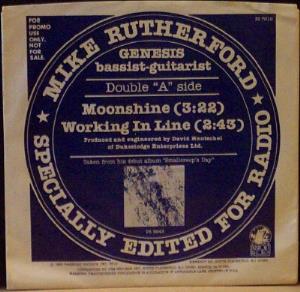 FOR
PROMO
USE
ONLY.
NOT
FOR
SALE.
MIKE RUTHERFORD
GENESIS
bassist-guitarist
Double "A" side
Moonshine (3:22)
Working In Line (2:43)
Produced and engineered by David Hentschel
of Dukeslodge Enterprises Ltd.
Taken from his debut album "Smallcreep's Day"
SPECIALLY EDITED FOR RADIO